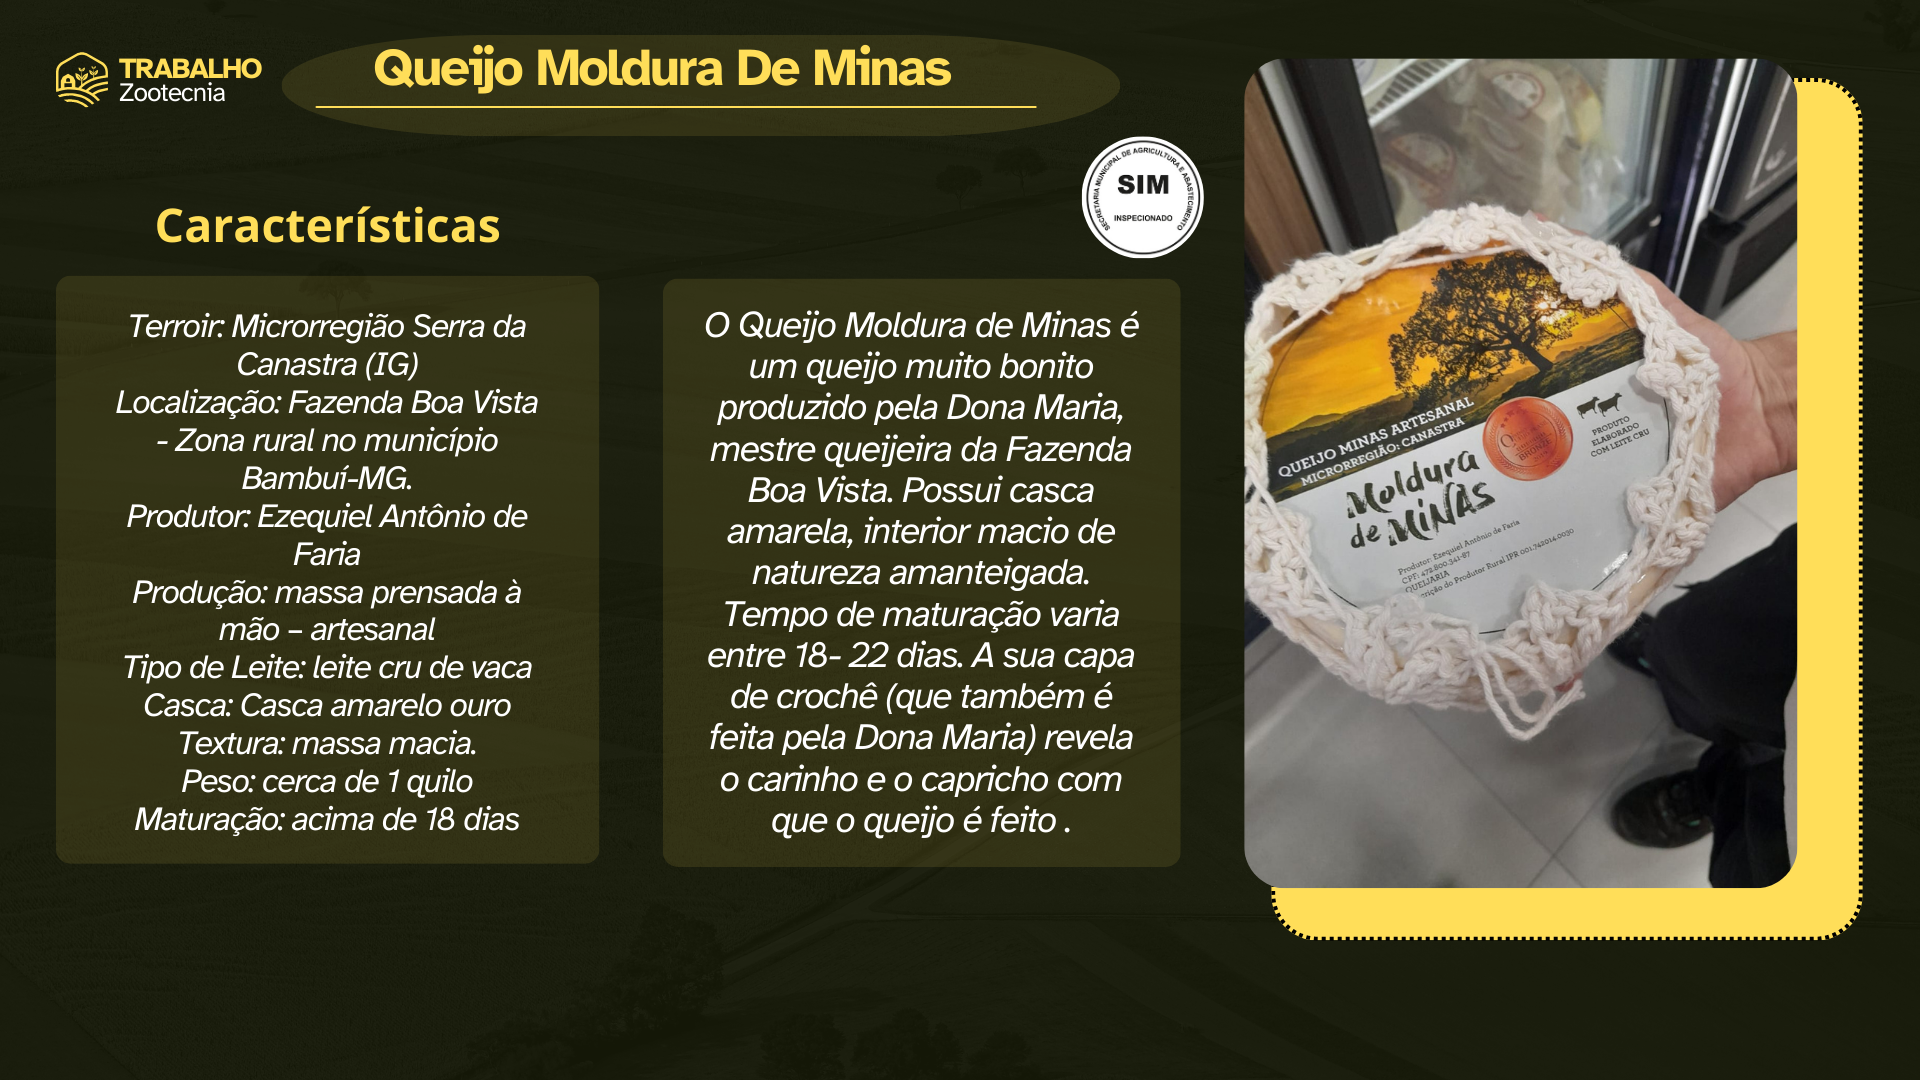 TRABALHO
Zootecnia
Queijo Moldura De Minas
SECRETARIA MUNICIPAL DE AGRICULTURA E ABASTECIMENTO
SIM
INSPECIONADO
Características
Terroir: Microrregião Serra da
Canastra (IG)
Localização: Fazenda Boa Vista
- Zona rural no município
Bambuí-MG.
Produtor: Ezequiel Antônio de
Faria
Produção: massa prensada à
mão – artesanal
Tipo de Leite: leite cru de vaca
Casca: Casca amarelo ouro
Textura: massa macia.
Peso: cerca de 1 quilo
Maturação: acima de 18 dias
O Queijo Moldura de Minas é
um queijo muito bonito
produzido pela Dona Maria,
mestre queijeira da Fazenda
Boa Vista. Possui casca
amarela, interior macio de
natureza amanteigada.
Tempo de maturação varia
entre 18- 22 dias. A sua capa
de crochê (que também é
feita pela Dona Maria) revela
o carinho e o capricho com
que o queijo é feito .
QUEIJO MINAS ARTESANAL
MICRORREGIÃO: CANASTRA
Moldura
de MiNAS
BRONZE
PRODUTO
ELABORADO
COM LEITE CRU
Produtor: Ezequiel Antônio de Faria
CPF: 472.800.341-87
QUEIJARIA
do Produtor Rural IPR 001.742014.0030